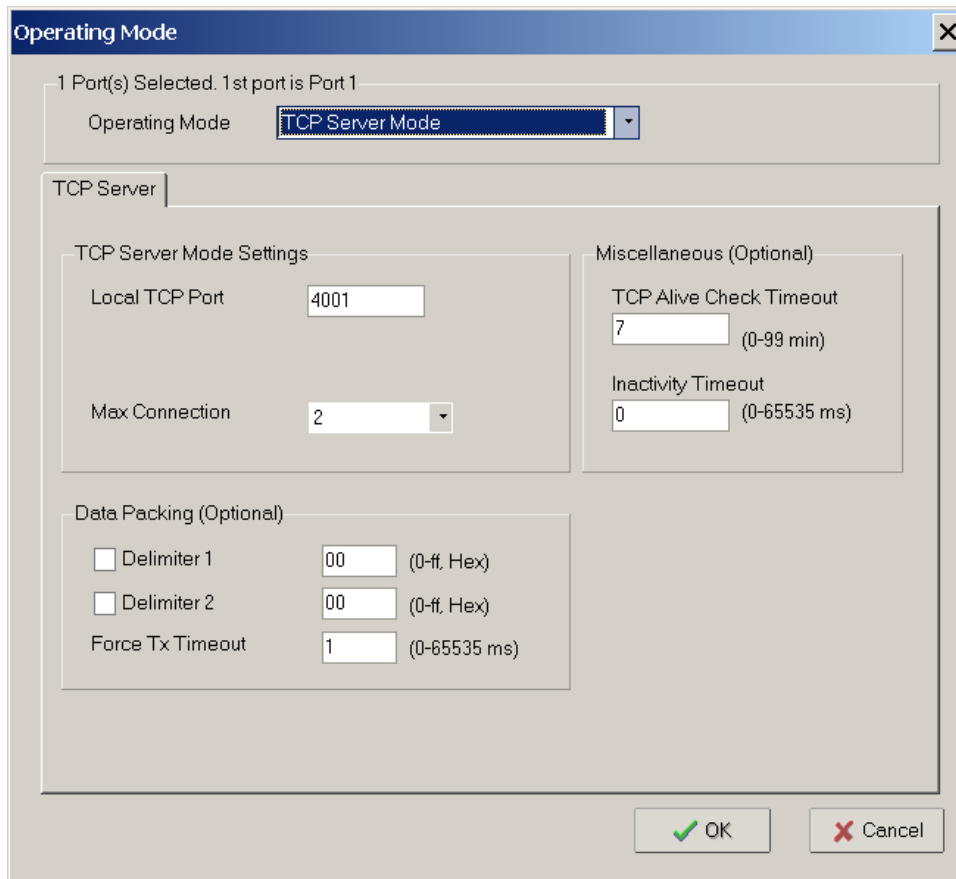 Operating Mode
1 Port(s) Selected. 1st port is Port 1
Operating Mode TCP Server Mode
TCP Server
TCP Server Mode Settings
Local TCP Port 4001
Max Connection 2
Miscellaneous (Optional)
TCP Alive Check Timeout
7 (0-99 min)
Inactivity Timeout
0 (0-65535 ms)
Data Packing (Optional)
Delimiter 1 00 (0-ff, Hex)
Delimiter 2 00 (0-ff, Hex)
Force Tx Timeout 1 (0-65535 ms)
OK Cancel